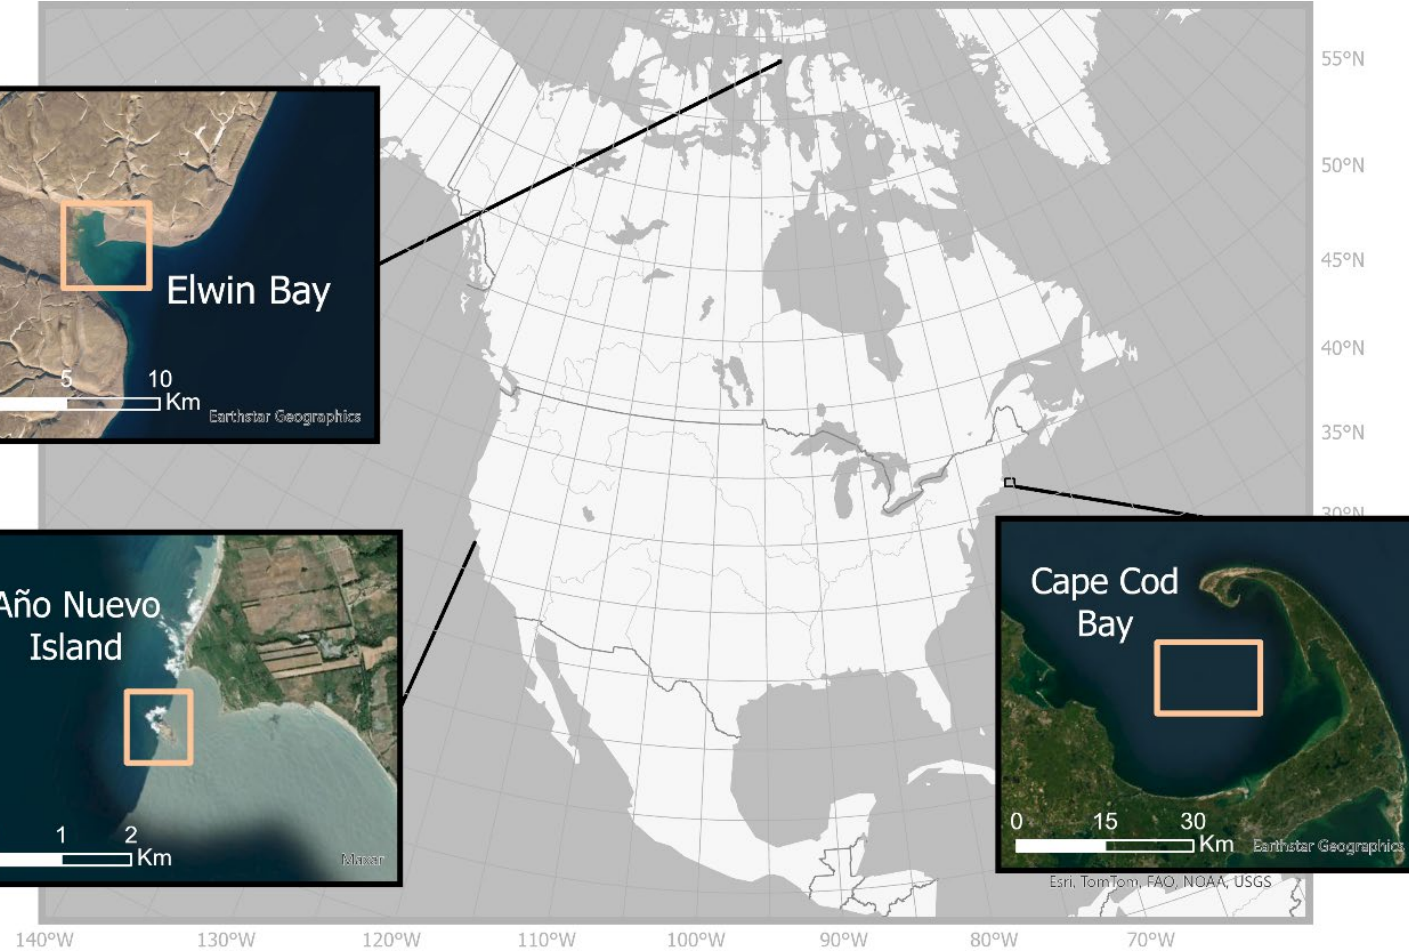 55°N
50°N
45°N
40°N
35°N
30°N
Elwin Bay
5 10
Km
Earthstar Geographics
Año Nuevo
Island
1 2
Km
Maxar
Cape Cod
Bay
0 15 30
Km
Earthstar Geographics
Esri, TomTom, FAO, NOAA, USGS
140°W 130°W 120°W 110°W 100°W 90°W 80°W 70°W